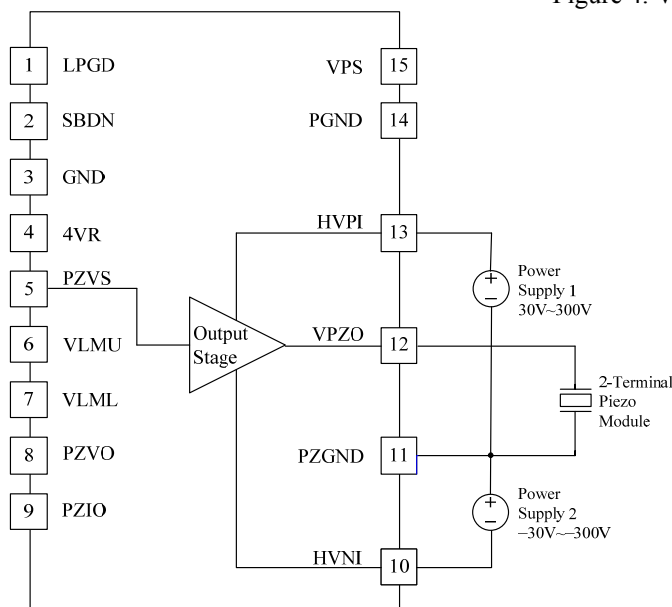 Figure 4. V
1 LPGD
2 SBDN
3 GND
4 4VR
5 PZVS
6 VLMU
7 VLML
8 PZVO
9 PZIO
Output
Stage
VPS 15
PGND 14
HVPI 13
VPZO 12
PZGND 11
HVNI 10
+
Power
Supply 1
30V~300V
−
2-Terminal
Piezo
Module
+
Power
Supply 2
−30V~−300V
−